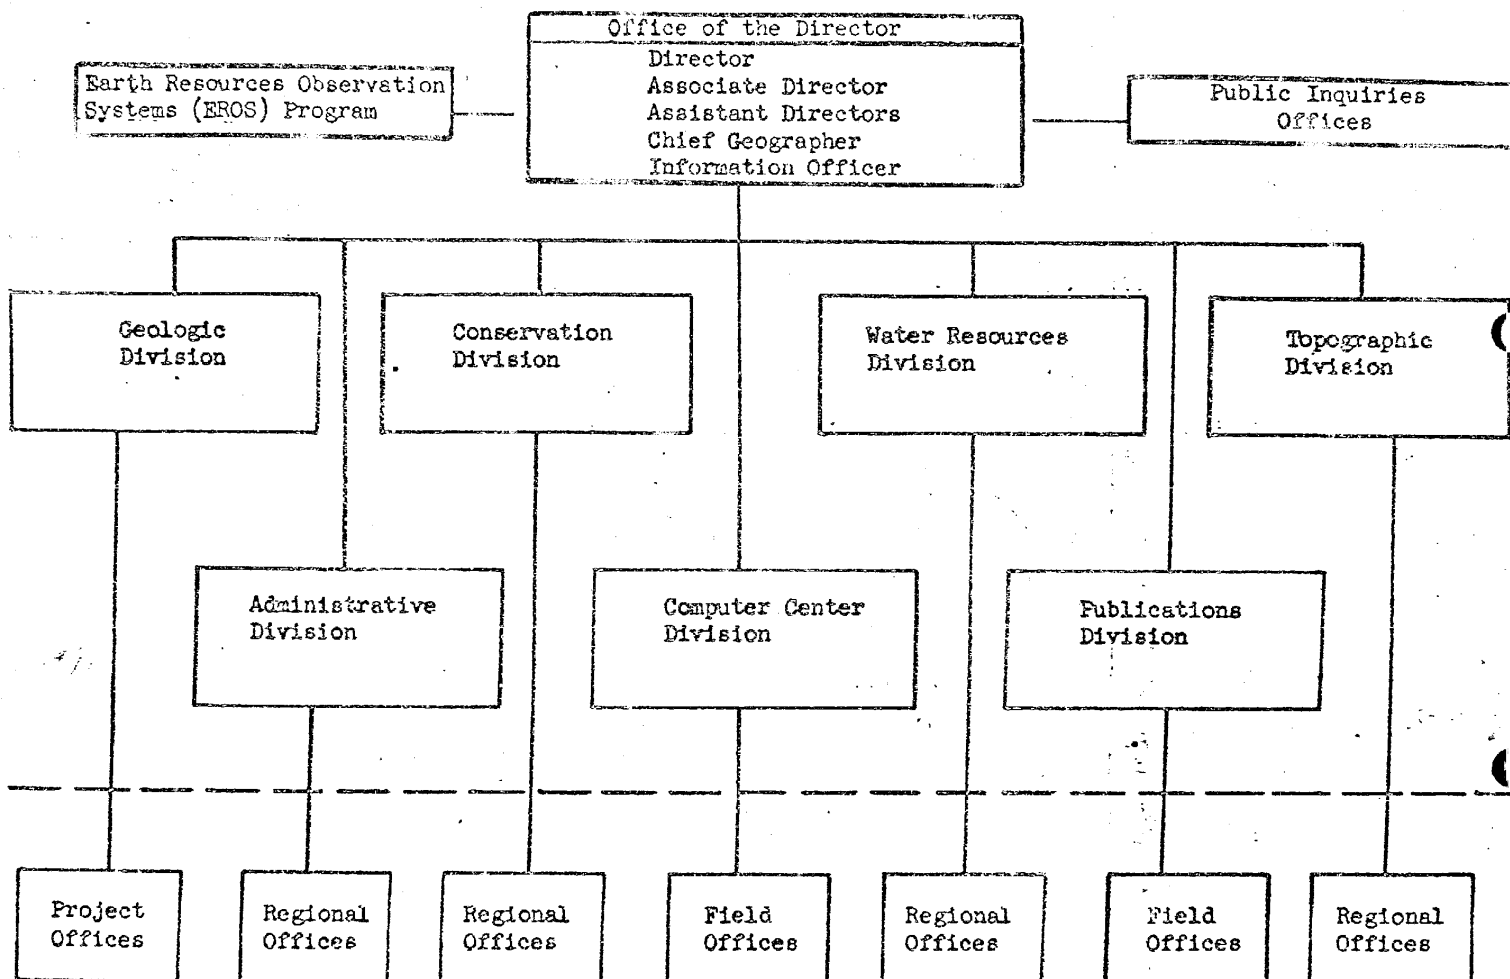 Office of the Director
Director
Associate Director
Assistant Directors
Chief Geographer
Information Officer
Earth Resources Observation
Systems (EROS) Program
Public Inquiries
Offices
Geologic
Division
Conservation
Division
Water Resources
Division
Topographic
Division
Administrative
Division
Computer Center
Division
Publications
Division
Project
Offices
Regional
Offices
Regional
Offices
Field
Offices
Regional
Offices
Field
Offices
Regional
Offices